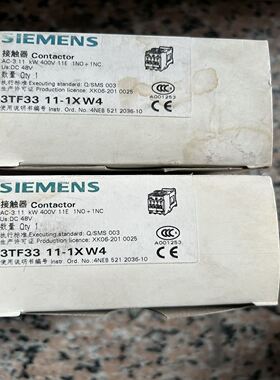 SIEMENS
接触器 Contactor
AC-3:11 kW 400V 11E 1NO+1NC
Us:DC 48V
数量 Qty 1
执行标准 Executing standard: Q/SMS 003
生产许可证 Production licence: XK06-201 0025
3TF33 11-1XW4
使用说明书编号 Instr. Ord. No.:4NEB 521 2036-10
CCC
A001253
SIEMENS
接触器 Contactor
AC-3:11 kW 400V 11E 1NO+1NC
Us:DC 48V
数量 Qty 1
执行标准 Executing standard: Q/SMS 003
生产许可证 Production licence: XK06-201 0025
3TF33 11-1XW4
使用说明书编号 Instr. Ord. No.:4NEB 521 2036-10
CCC
A001253